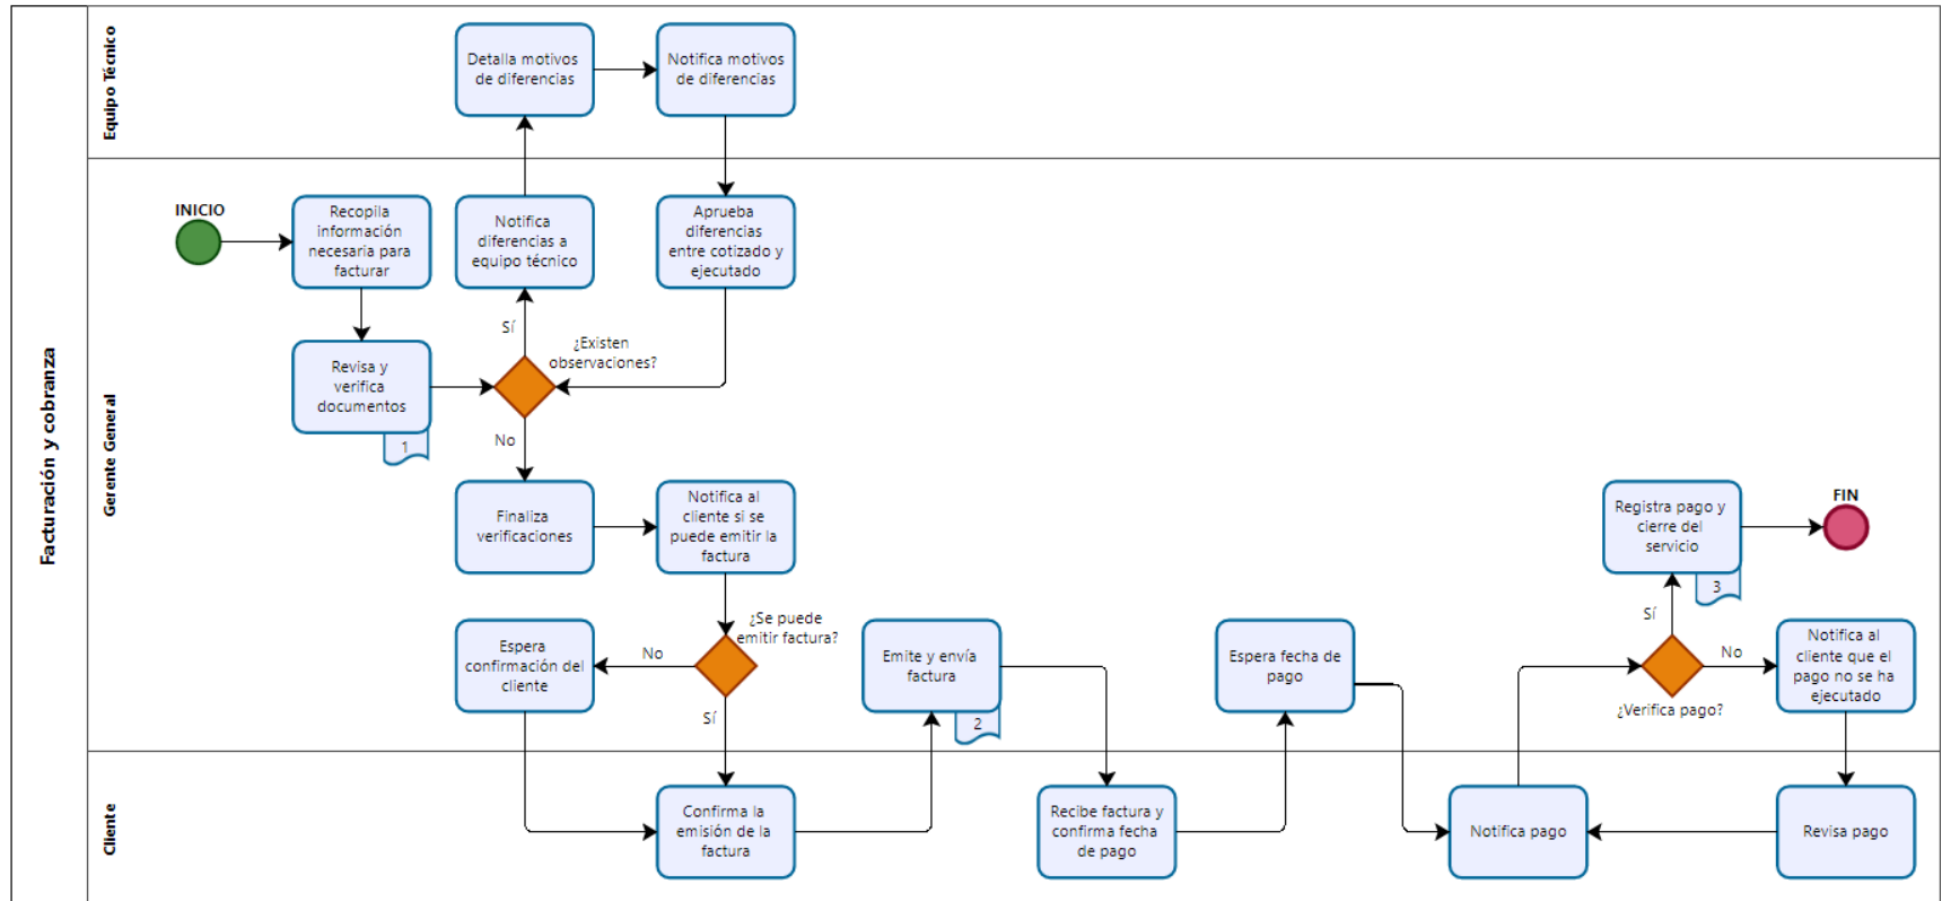 Facturación y cobranza
Equipo Técnico
Detalla motivos
de diferencias
Notifica motivos
de diferencias
Gerente General
INICIO
Recopila
información
necesaria para
facturar
Notifica
diferencias a
equipo técnico
Aprueba
diferencias
entre cotizado y
ejecutado
Revisa y
verifica
documentos
1
Sí
¿Existen
observaciones?
No
Finaliza
verificaciones
Notifica al
cliente si se
puede emitir la
factura
¿Se puede
emitir factura?
No
Espera
confirmación del
cliente
Sí
Emite y envía
factura
2
Espera fecha de
pago
Registra pago y
cierre del
servicio
3
FIN
Sí
¿Verifica pago?
No
Notifica al
cliente que el
pago no se ha
ejecutado
Cliente
Confirma la
emisión de la
factura
Recibe factura y
confirma fecha
de pago
Notifica pago
Revisa pago